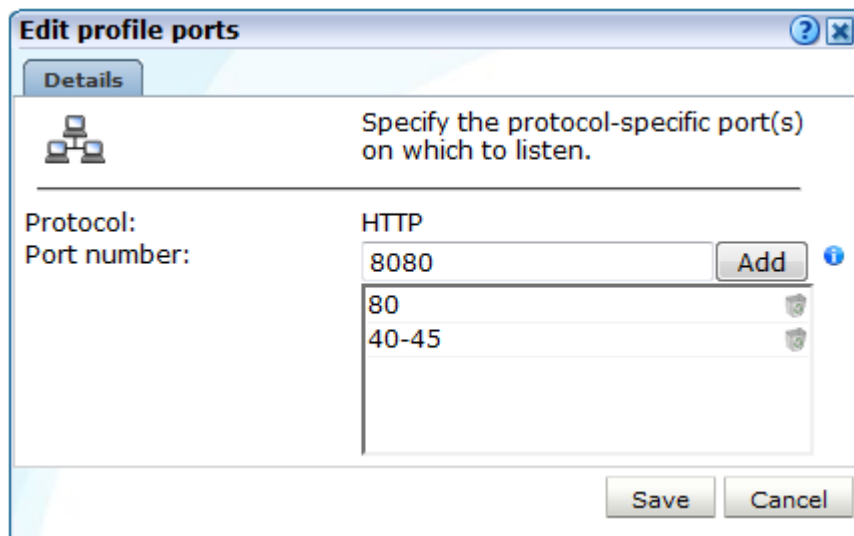 Edit profile ports
Details
Specify the protocol-specific port(s)
on which to listen.
Protocol: HTTP
Port number: 8080 Add
80
40-45
Save Cancel